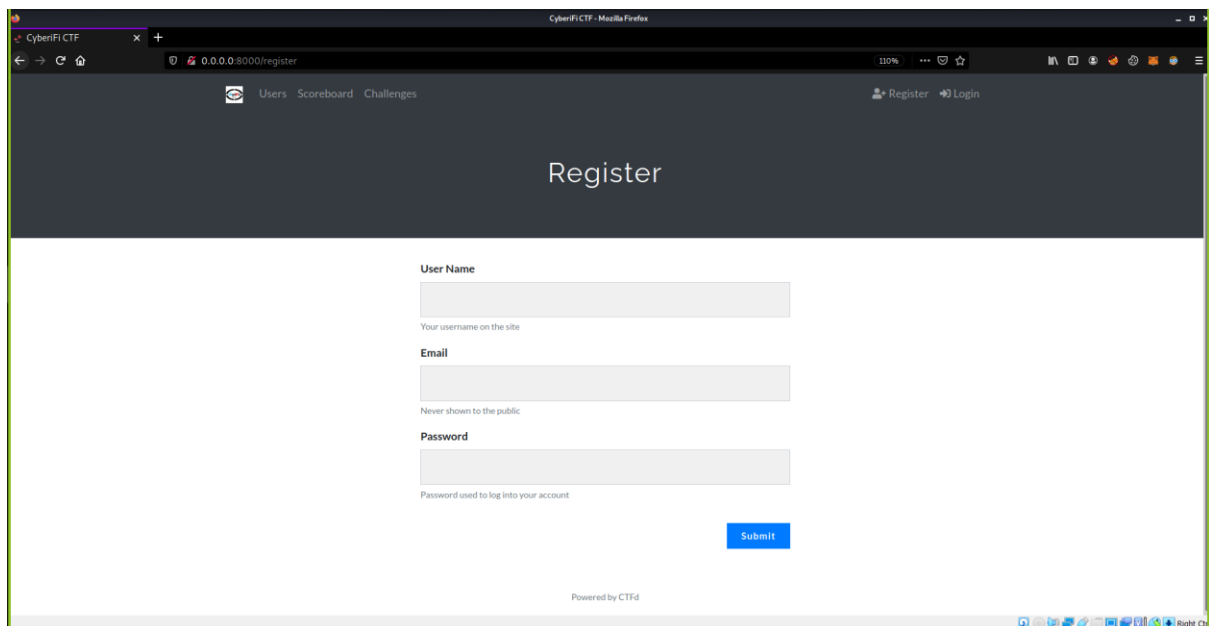 CyberiFi CTF - Mozilla Firefox
CyberiFi CTF
0.0.0.0:8000/register
110%
Users Scoreboard Challenges
Register Login
Register
User Name
Your username on the site
Email
Never shown to the public
Password
Password used to log into your account
Submit
Powered by CTFd
Right Ch